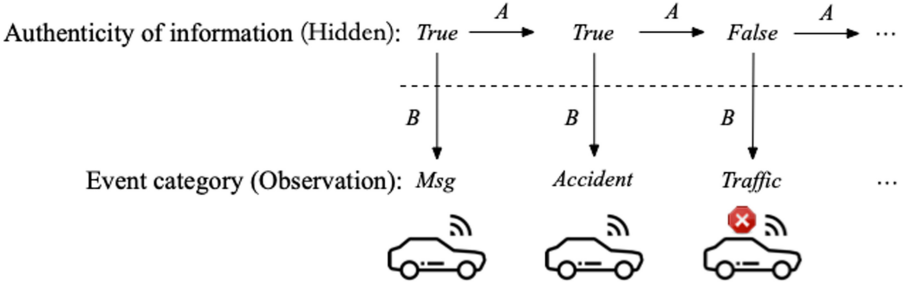 A A A
Authenticity of information (Hidden): True True False ...
B B B
Event category (Observation): Msg Accident Traffic ...